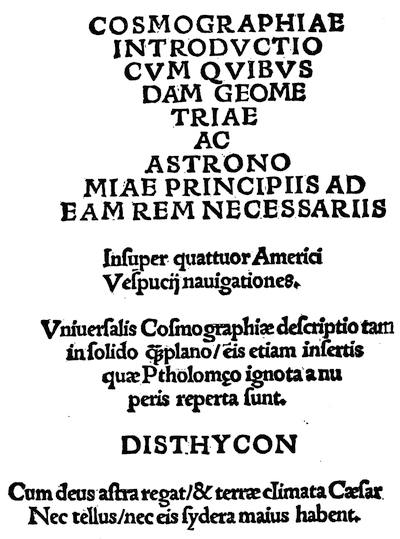 COSMOGRAPHIAE
INTRODVCTIO
CVM QVIBVS
DAM GEOME
TRIAE
AC
ASTRONO
MIAE PRINCIPIIS AD
EAM REM NECESSARIIS
Inſuper quattuor Americi
Veſpucij nauigationes.
Vniuerſalis Coſmographiæ deſcriptio tam
in ſolido ꝙ̃plano/eis etiam inſertis
quæ Ptholomęo ignota a nu
peris reperta ſunt.
DISTHYCON
Cum deus aſtra regat/& terræ climata Cæſar
Nec tellus/nec eis ſydera maius habent.